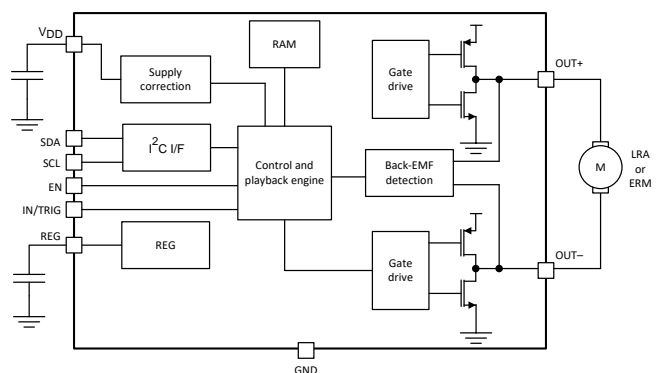 VDD
RAM
Gate
drive
OUT+
Supply
correction
SDA
SCL
I2C I/F
Control and
playback engine
Back-EMF
detection
M
LRA
or
ERM
EN
IN/TRIG
REG
REG
Gate
drive
OUT–
GND